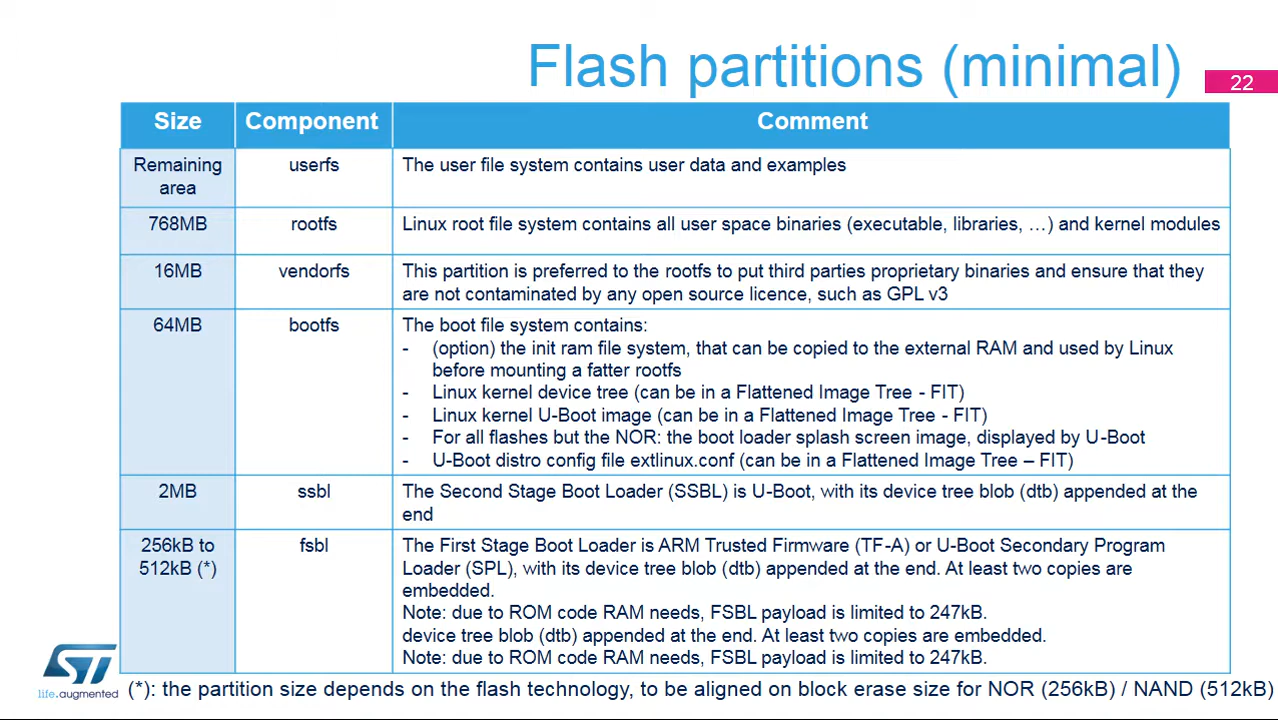 Flash partitions (minimal)
22
Size Component Comment
Remaining area userfs The user file system contains user data and examples
768MB rootfs Linux root file system contains all user space binaries (executable, libraries, …) and kernel modules
16MB vendorfs This partition is preferred to the rootfs to put third parties proprietary binaries and ensure that they
are not contaminated by any open source licence, such as GPL v3
64MB bootfs The boot file system contains:
- (option) the init ram file system, that can be copied to the external RAM and used by Linux
before mounting a fatter rootfs
- Linux kernel device tree (can be in a Flattened Image Tree - FIT)
- Linux kernel U-Boot image (can be in a Flattened Image Tree - FIT)
- For all flashes but the NOR: the boot loader splash screen image, displayed by U-Boot
- U-Boot distro config file extlinux.conf (can be in a Flattened Image Tree – FIT)
2MB ssbl The Second Stage Boot Loader (SSBL) is U-Boot, with its device tree blob (dtb) appended at the
end
256kB to 512kB (*) fsbl The First Stage Boot Loader is ARM Trusted Firmware (TF-A) or U-Boot Secondary Program
Loader (SPL), with its device tree blob (dtb) appended at the end. At least two copies are
embedded.
Note: due to ROM code RAM needs, FSBL payload is limited to 247kB.
device tree blob (dtb) appended at the end. At least two copies are embedded.
Note: due to ROM code RAM needs, FSBL payload is limited to 247kB.
ST
life.augmented
(*): the partition size depends on the flash technology, to be aligned on block erase size for NOR (256kB) / NAND (512kB)